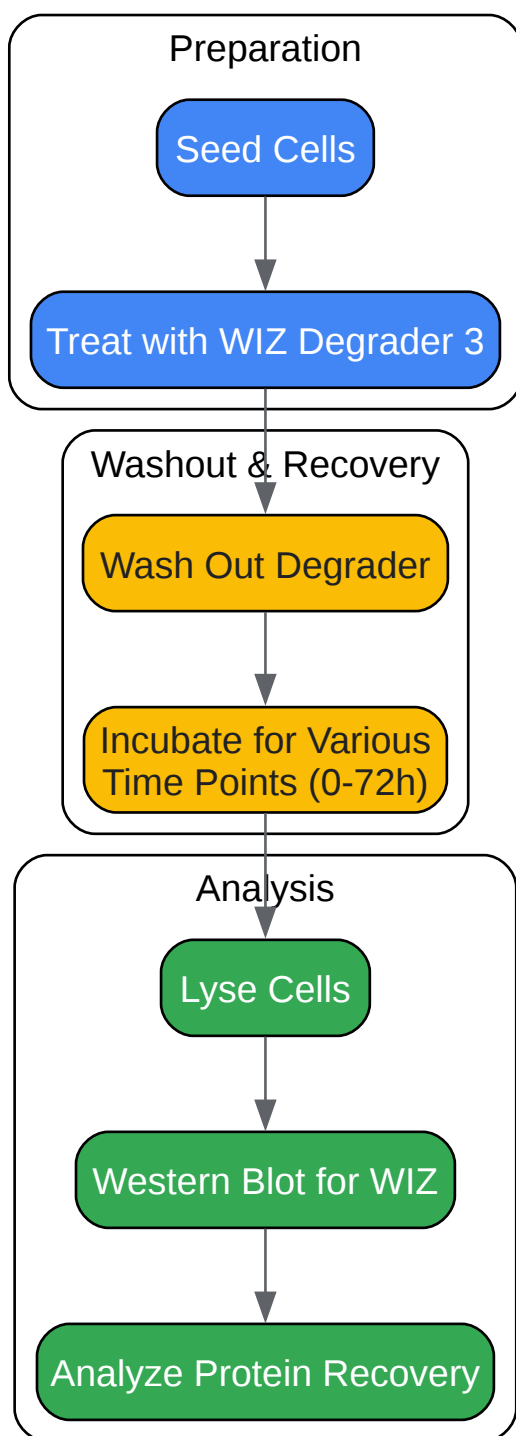 Preparation
Seed Cells
Treat with WIZ Degrader 3
Washout & Recovery
Wash Out Degrader
Incubate for Various
Time Points (0-72h)
Analysis
Lyse Cells
Western Blot for WIZ
Analyze Protein Recovery